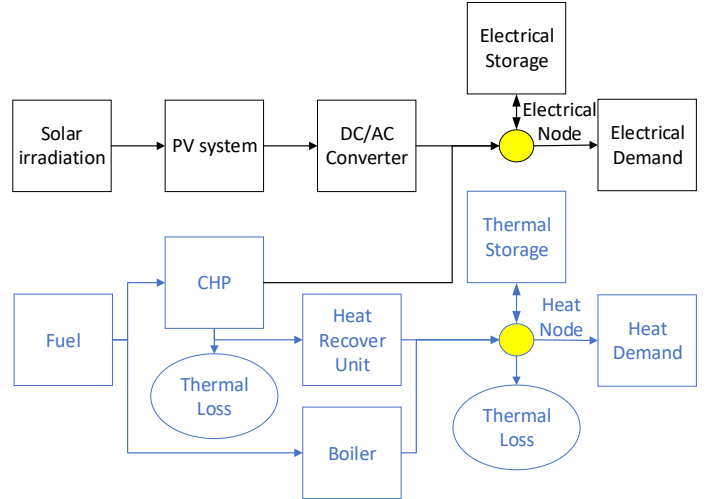 Electrical
Storage
Solar
irradiation
PV system
DC/AC
Converter
Electrical
Node
Electrical
Demand
Thermal
Storage
CHP
Fuel
Heat
Recover
Unit
Heat
Node
Heat
Demand
Thermal
Loss
Thermal
Loss
Boiler